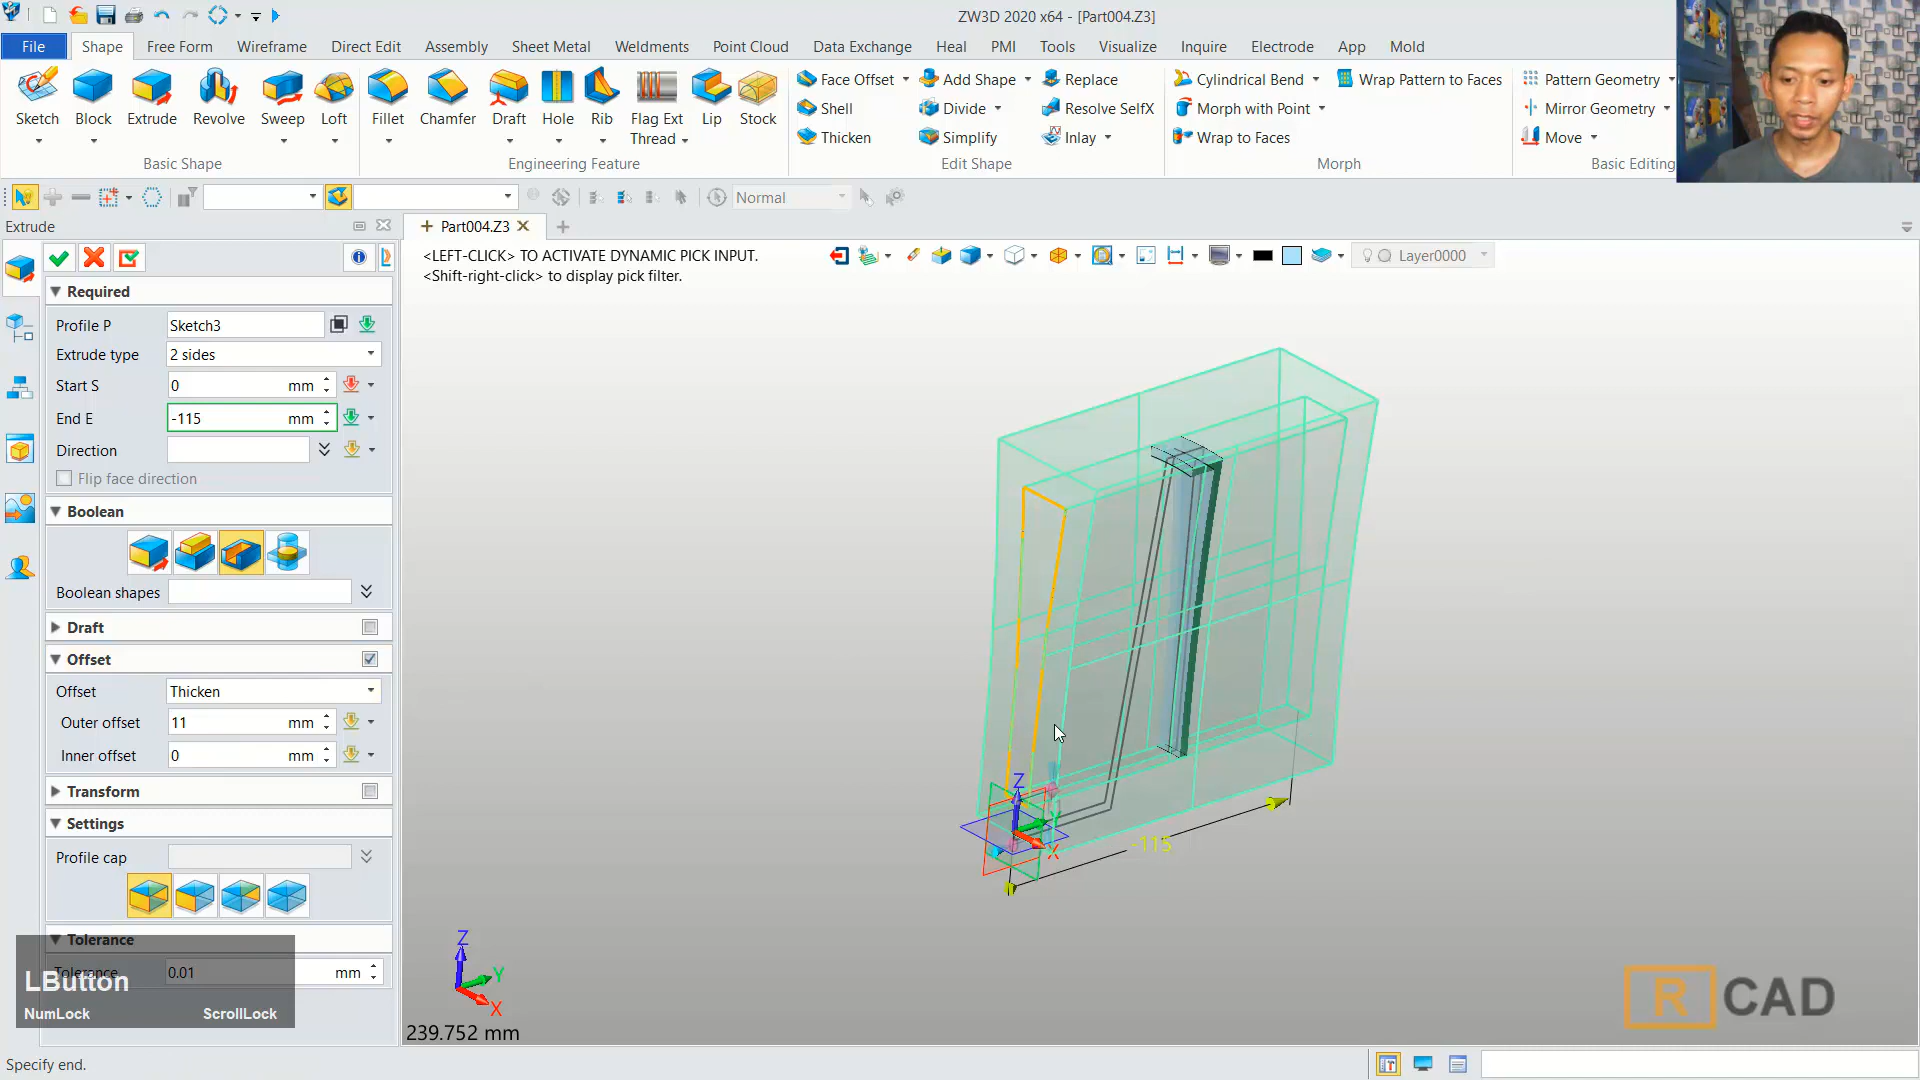 ZW3D 2020 x64 - [Part004.Z3]
File Shape Free Form Wireframe Direct Edit Assembly Sheet Metal Weldments Point Cloud Data Exchange Heal PMI Tools Visualize Inquire Electrode App Mold
Sketch Block Extrude Revolve Sweep Loft
Basic Shape
Fillet Chamfer Draft Hole Rib Flag Ext Thread Lip Stock
Engineering Feature
Face Offset Add Shape Replace
Shell Divide Resolve SelfX
Thicken Simplify Inlay
Edit Shape
Cylindrical Bend Wrap Pattern to Faces
Morph with Point
Wrap to Faces
Morph
Pattern Geometry
Mirror Geometry
Move
Basic Editing
Normal
Extrude
Part004.Z3
<LEFT-CLICK> TO ACTIVATE DYNAMIC PICK INPUT.
<Shift-right-click> to display pick filter.
Layer0000
Required
Profile P Sketch3
Extrude type 2 sides
Start S 0 mm
End E -115 mm
Direction
Flip face direction
Boolean
Boolean shapes
Draft
Offset
Offset Thicken
Outer offset 11 mm
Inner offset 0 mm
Transform
Settings
Profile cap
Tolerance
Tolerance 0.01 mm
LButton
NumLock ScrollLock
Z
X
-115
Z
Y
X
239.752 mm
R CAD
Specify end.